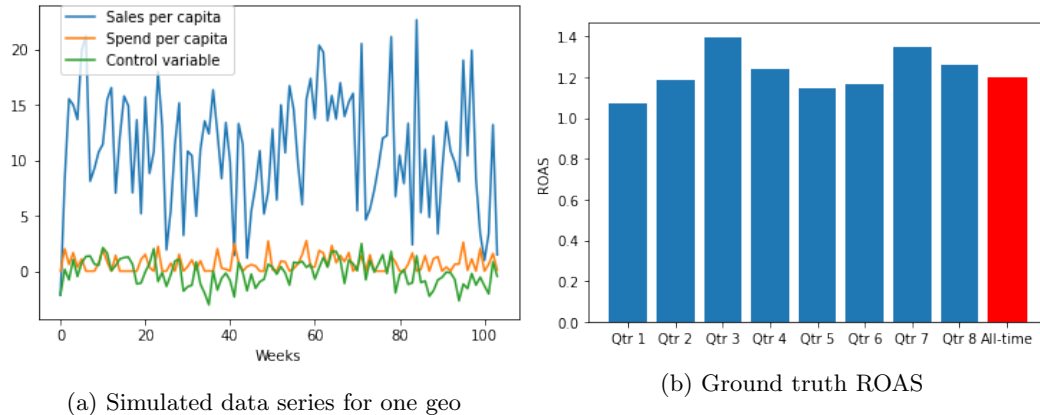 Sales per capita
Spend per capita
Control variable
20
15
10
5
0
0 20 40 60 80 100
Weeks
(a) Simulated data series for one geo
1.4
1.2
1.0
0.8
0.6
0.4
0.2
0.0
ROAS
Qtr 1 Qtr 2 Qtr 3 Qtr 4 Qtr 5 Qtr 6 Qtr 7 Qtr 8 All-time
(b) Ground truth ROAS